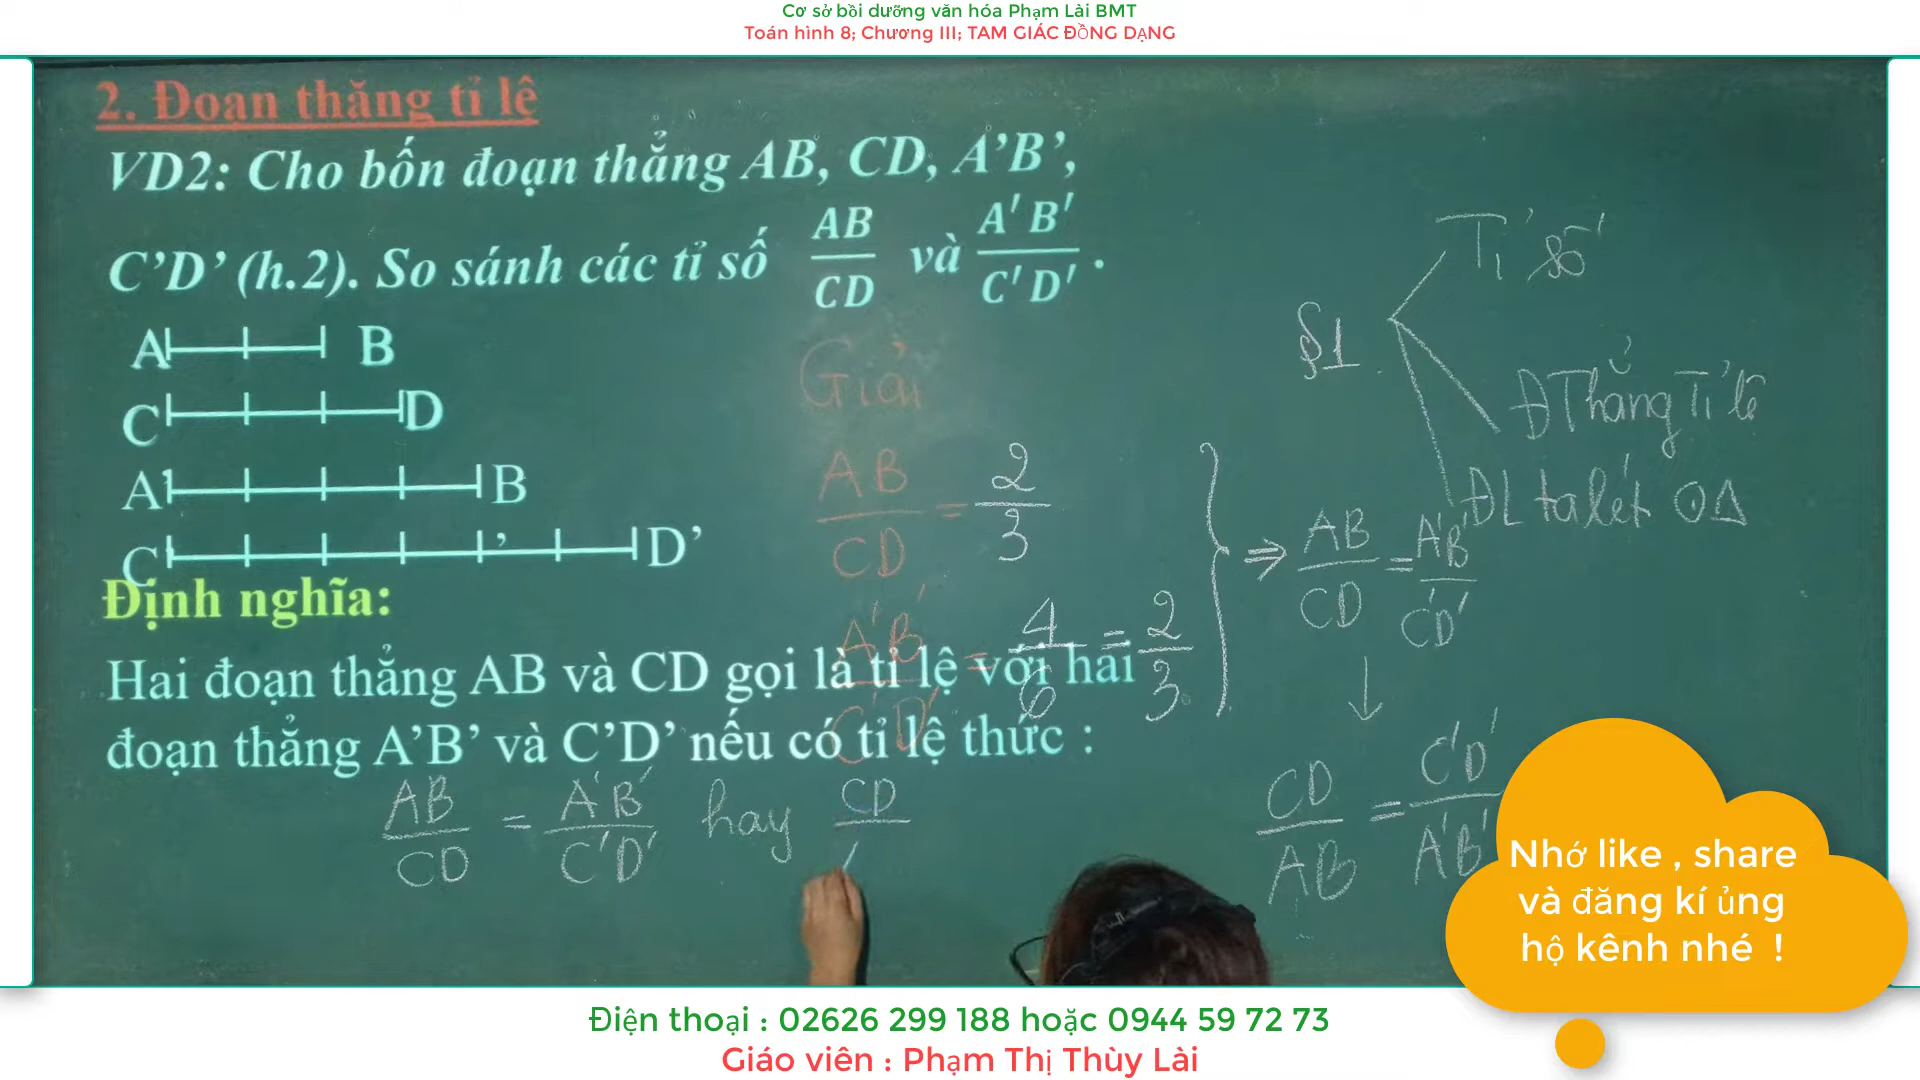 Cơ sở bồi dưỡng văn hóa Phạm Lài BMT
Toán hình 8; Chương III; TAM GIÁC ĐỒNG DẠNG
2. Đoạn thẳng tỉ lệ
VD2: Cho bốn đoạn thẳng AB, CD, A’B’,
C’D’ (h.2). So sánh các tỉ số AB/CD và A'B'/C'D' .
A B
C D
A' B
C' ’ D’
Định nghĩa:
Hai đoạn thẳng AB và CD gọi là tỉ lệ với hai
đoạn thẳng A’B’ và C’D’ nếu có tỉ lệ thức :
AB/CD = A'B'/C'D' hay CD
Giải
AB/CD = 2/3
A'B'/C'D' = 4/6 = 2/3
⇒ AB/CD = A'B'/C'D'
↓
CD/AB = C'D'/A'B'
§1
Tỉ số
ĐThẳng Tỉ lệ
ĐL talét Δ
Nhớ like , share
và đăng kí ủng
hộ kênh nhé !
Điện thoại : 02626 299 188 hoặc 0944 59 72 73
Giáo viên : Phạm Thị Thùy Lài